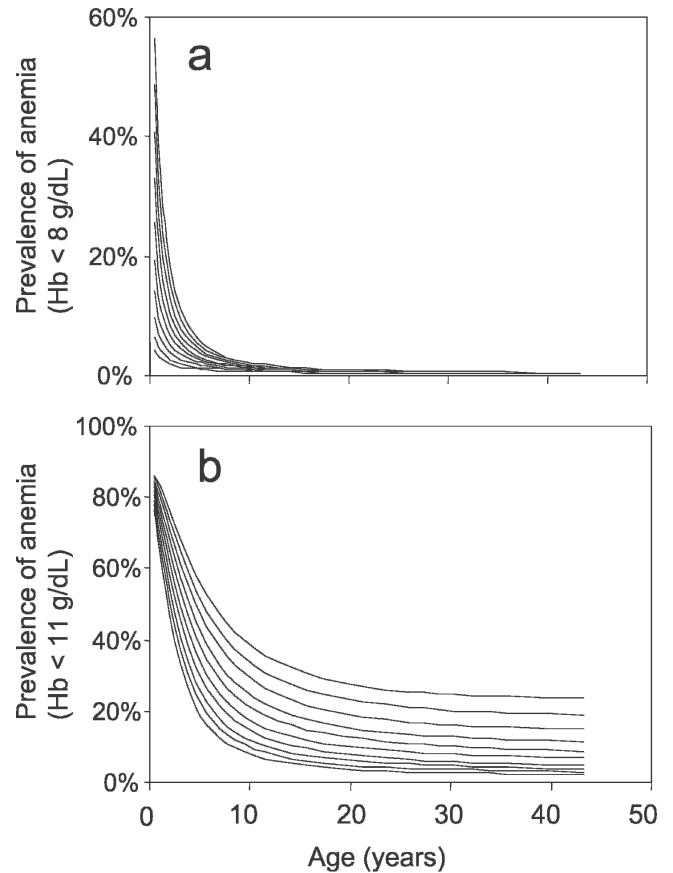 60%
a
40%
20%
0%
Prevalence of anemia
(Hb < 8 g/dL)
100%
b
80%
60%
40%
20%
0%
Prevalence of anemia
(Hb < 11 g/dL)
0 10 20 30 40 50
Age (years)